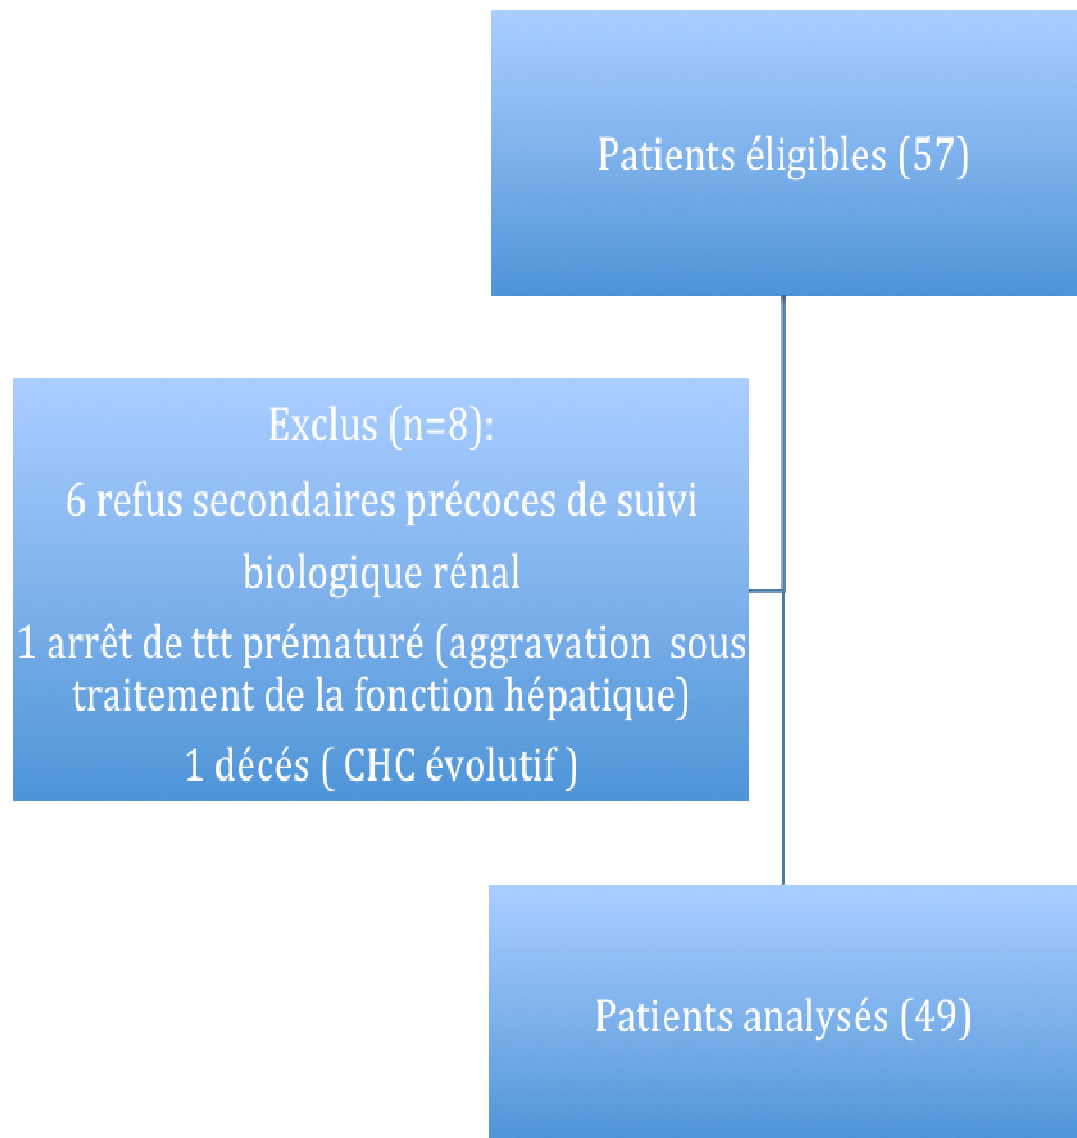 Patients éligibles (57)
Exclus (n=8):
6 refus secondaires précoces de suivi
biologique rénal
1 arrêt de ttt prématuré (aggravation sous
traitement de la fonction hépatique)
1 décés ( CHC évolutif )
Patients analysés (49)